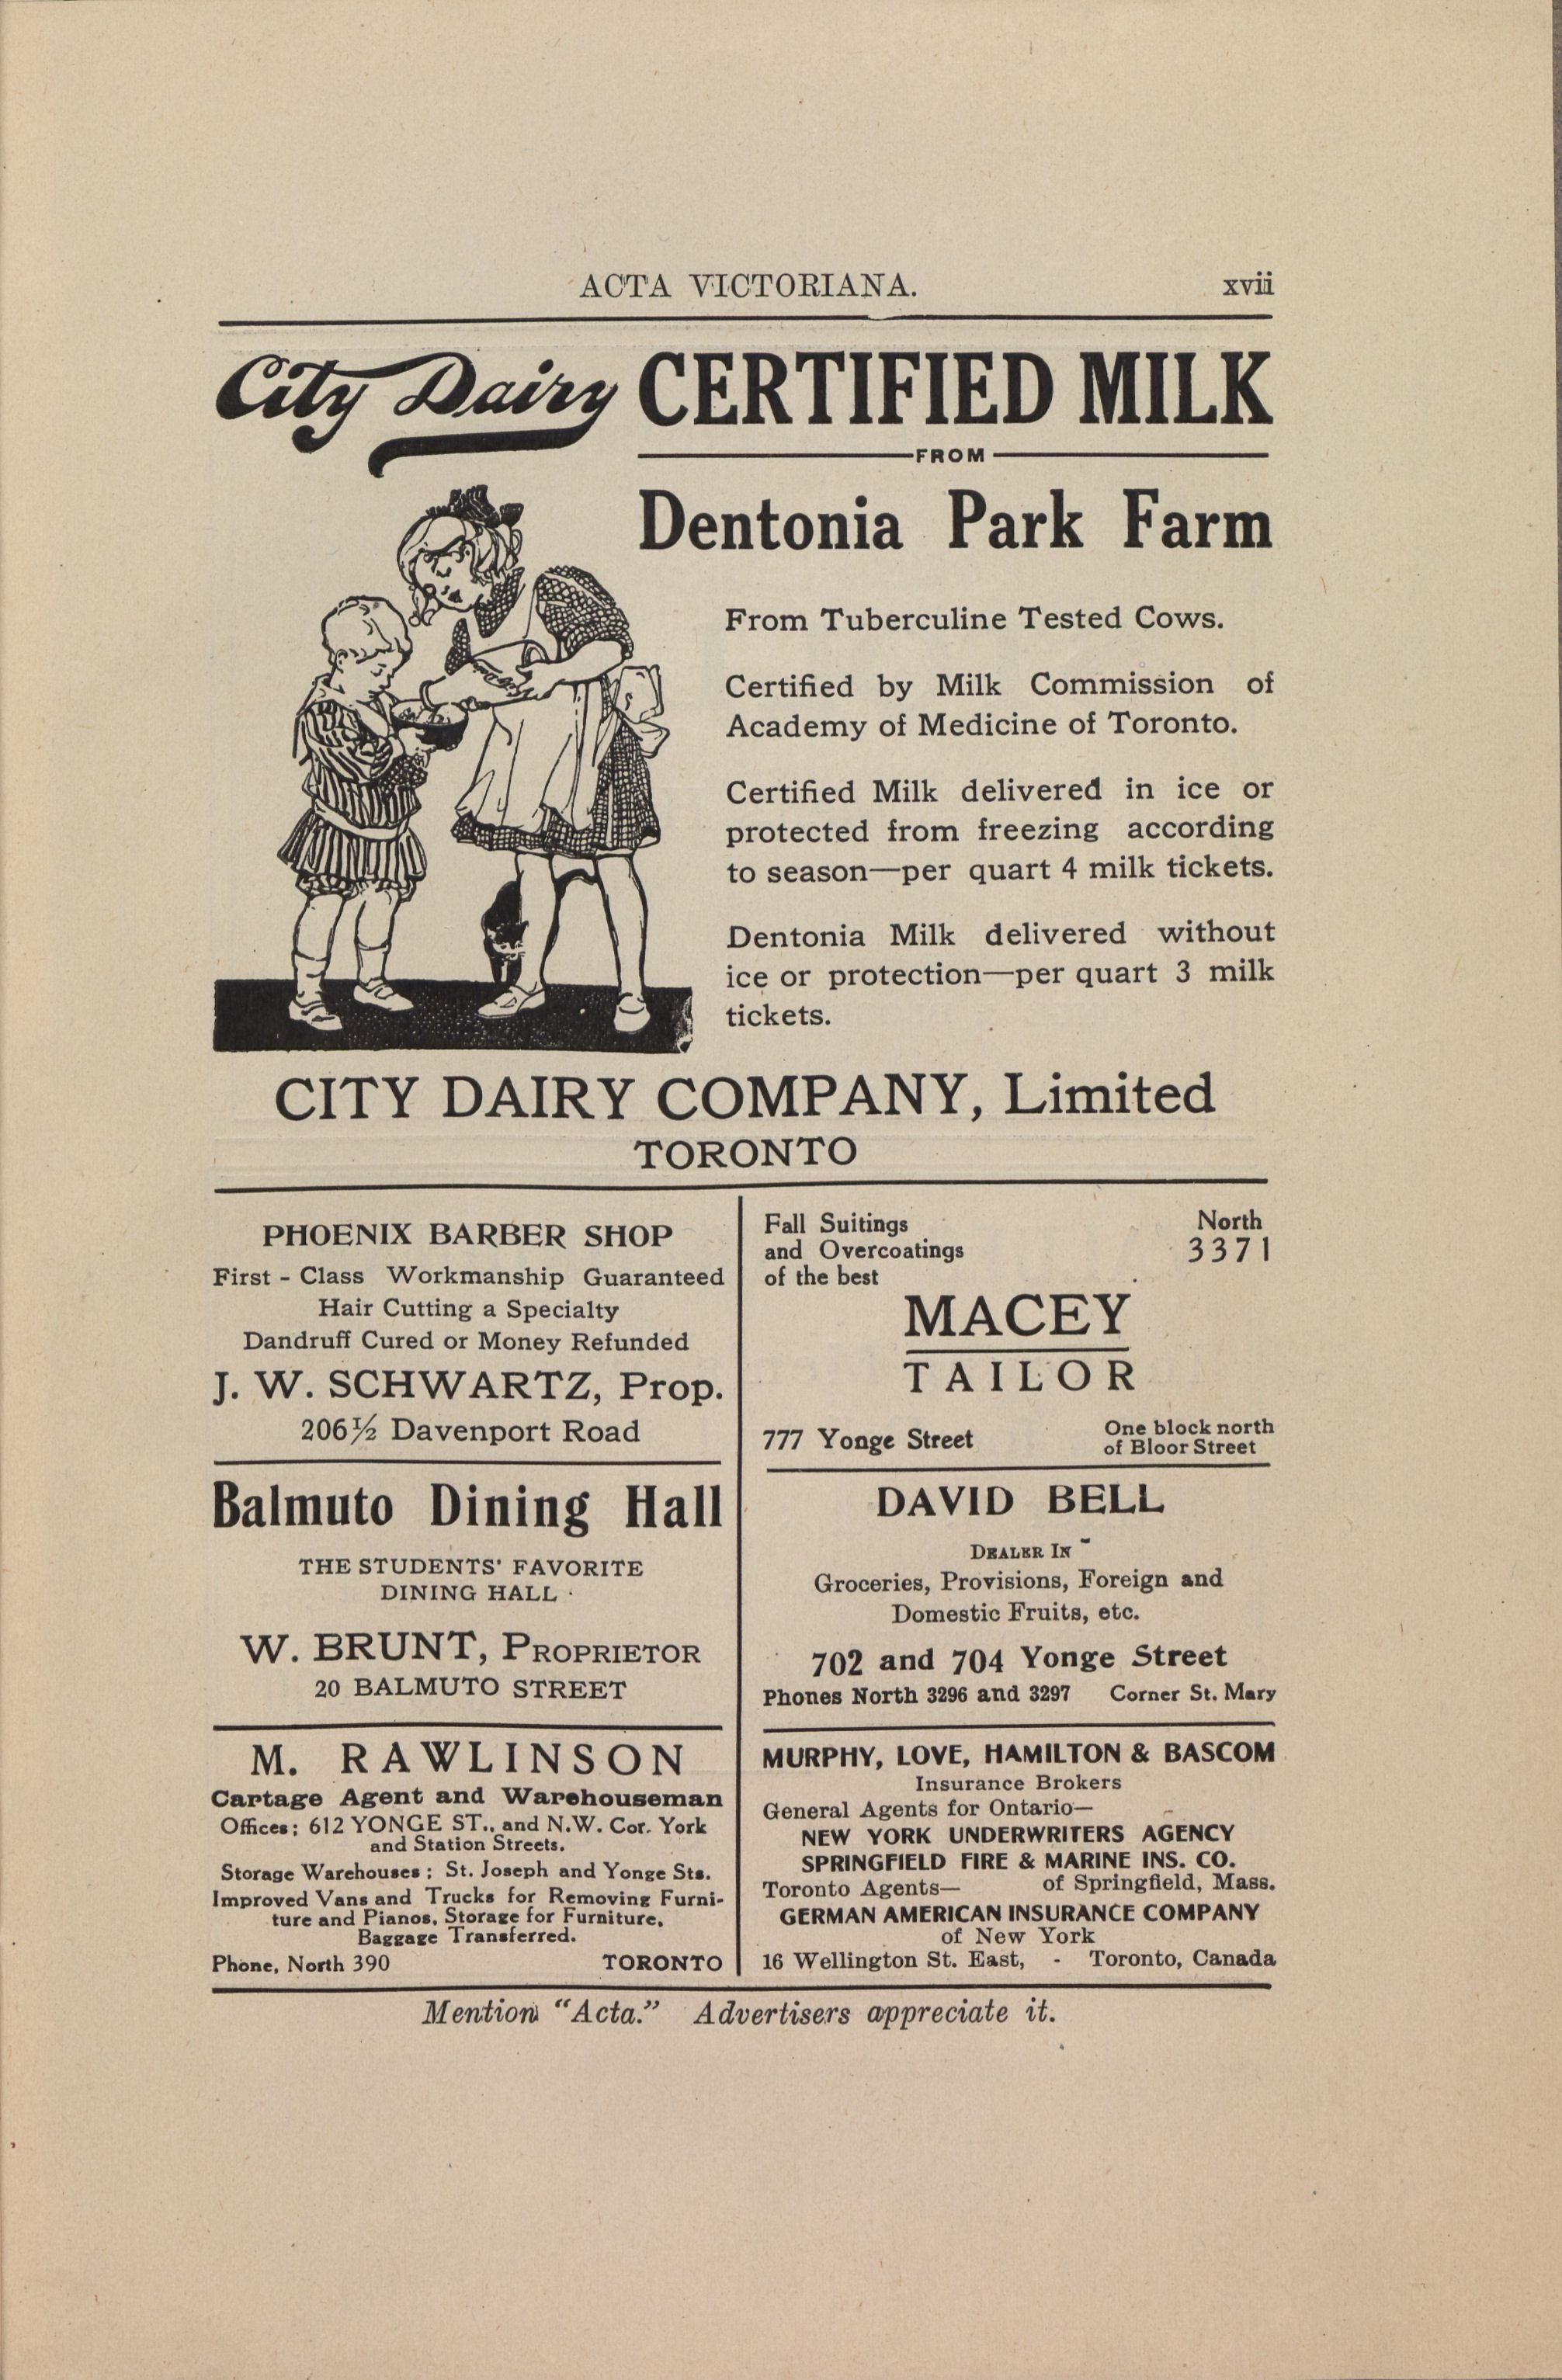 ACTA VICTORIANA. xvii
City Dairy CERTIFIED MILK
FROM
Dentonia Park Farm
From Tuberculine Tested Cows.
Certified by Milk Commission of
Academy of Medicine of Toronto.
Certified Milk delivered in ice or
protected from freezing according
to season—per quart 4 milk tickets.
Dentonia Milk delivered without
ice or protection—per quart 3 milk
tickets.
CITY DAIRY COMPANY, Limited
TORONTO
PHOENIX BARBER SHOP
First - Class Workmanship Guaranteed
Hair Cutting a Specialty
Dandruff Cured or Money Refunded
J. W. SCHWARTZ, Prop.
206½ Davenport Road
Balmuto Dining Hall
THE STUDENTS' FAVORITE
DINING HALL
W. BRUNT, PROPRIETOR
20 BALMUTO STREET
M. RAWLINSON
Cartage Agent and Warehouseman
Offices: 612 YONGE ST., and N.W. Cor. York
and Station Streets.
Storage Warehouses: St. Joseph and Yonge Sts.
Improved Vans and Trucks for Removing Furni-
ture and Pianos, Storage for Furniture,
Baggage Transferred.
Phone, North 390 TORONTO
Fall Suitings North
and Overcoatings 3371
of the best
MACEY
TAILOR
777 Yonge Street One block north
of Bloor Street
DAVID BELL
DEALER IN
Groceries, Provisions, Foreign and
Domestic Fruits, etc.
702 and 704 Yonge Street
Phones North 3296 and 3297 Corner St. Mary
MURPHY, LOVE, HAMILTON & BASCOM
Insurance Brokers
General Agents for Ontario—
NEW YORK UNDERWRITERS AGENCY
SPRINGFIELD FIRE & MARINE INS. CO.
Toronto Agents— of Springfield, Mass.
GERMAN AMERICAN INSURANCE COMPANY
of New York
16 Wellington St. East, - Toronto, Canada
Mention "Acta." Advertisers appreciate it.